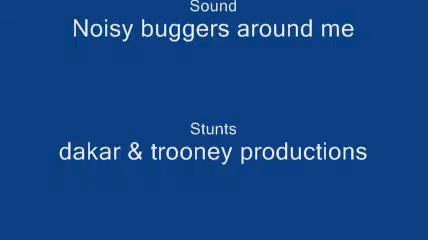 Sound
Noisy buggers around me
Stunts
dakar & trooney productions